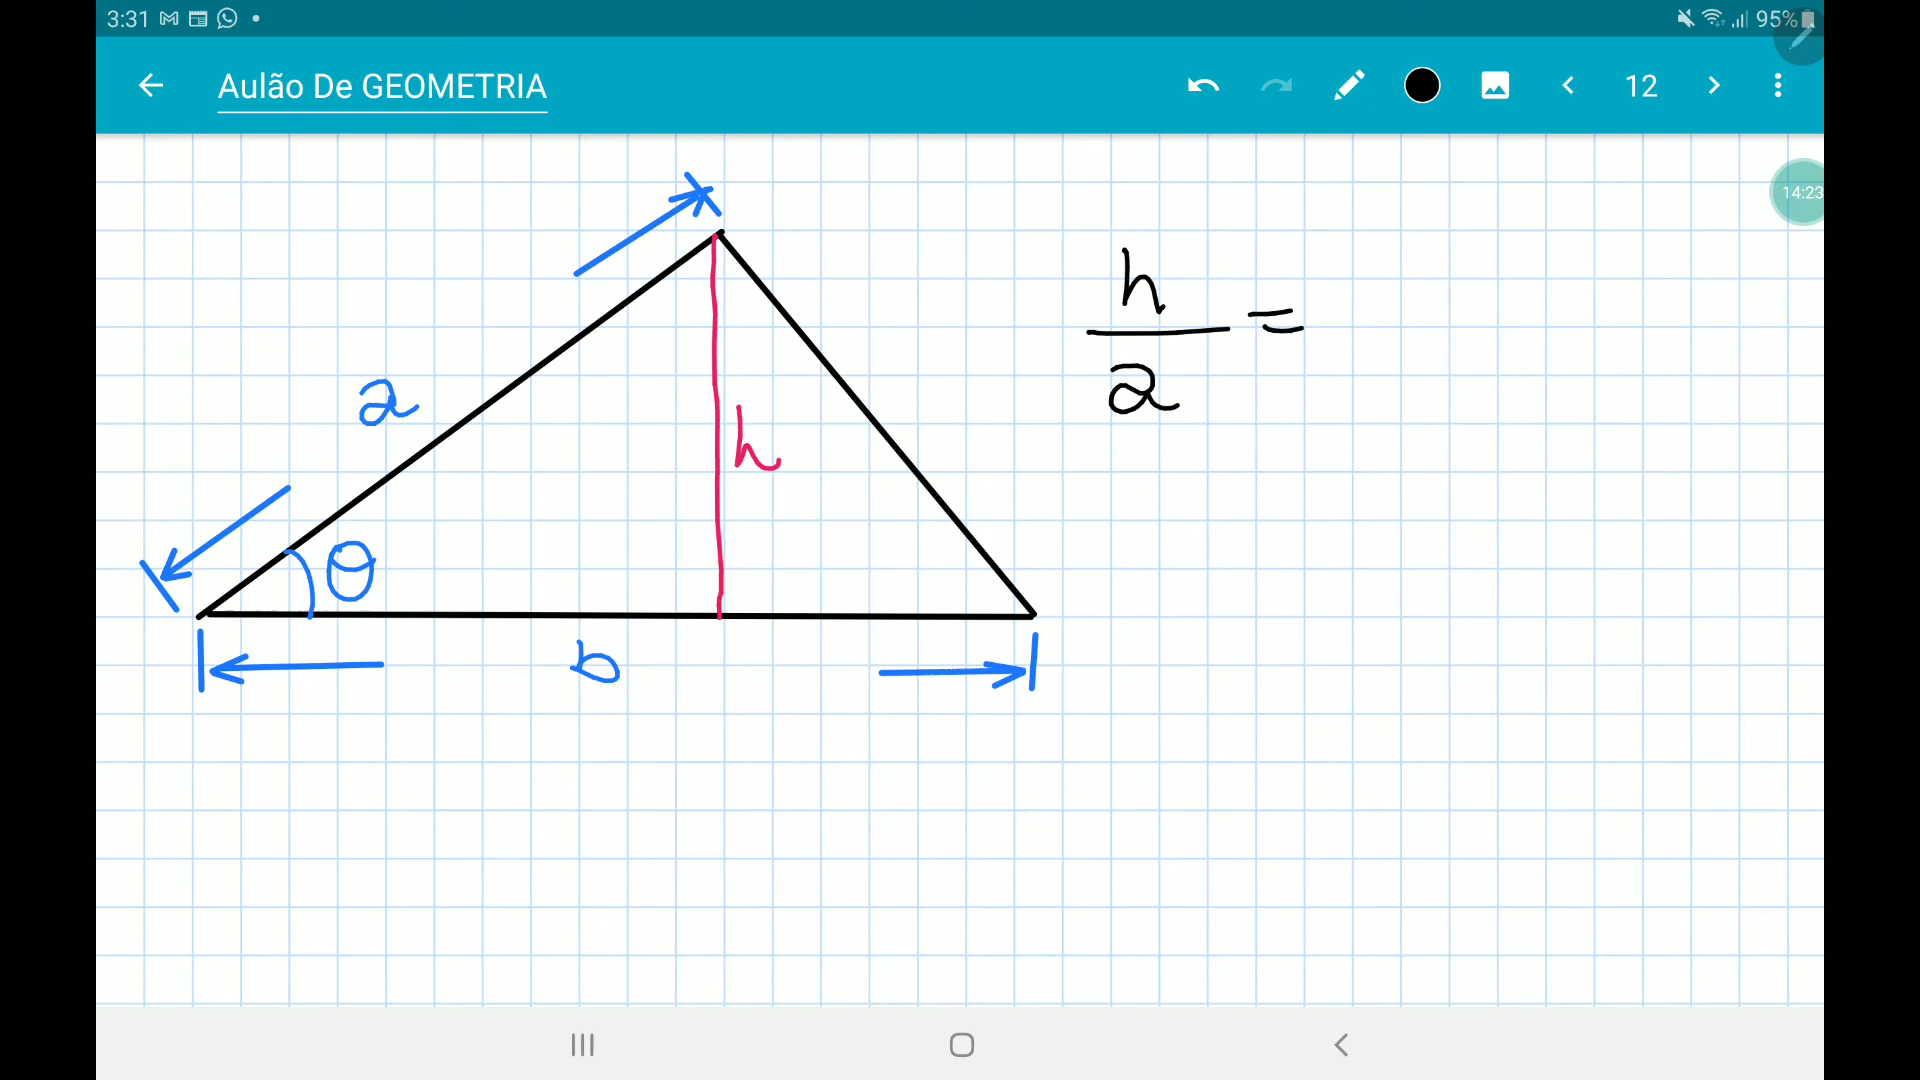 3:31 95%
Aulão De GEOMETRIA 12
14:23
a
h
θ
b
h
=
a